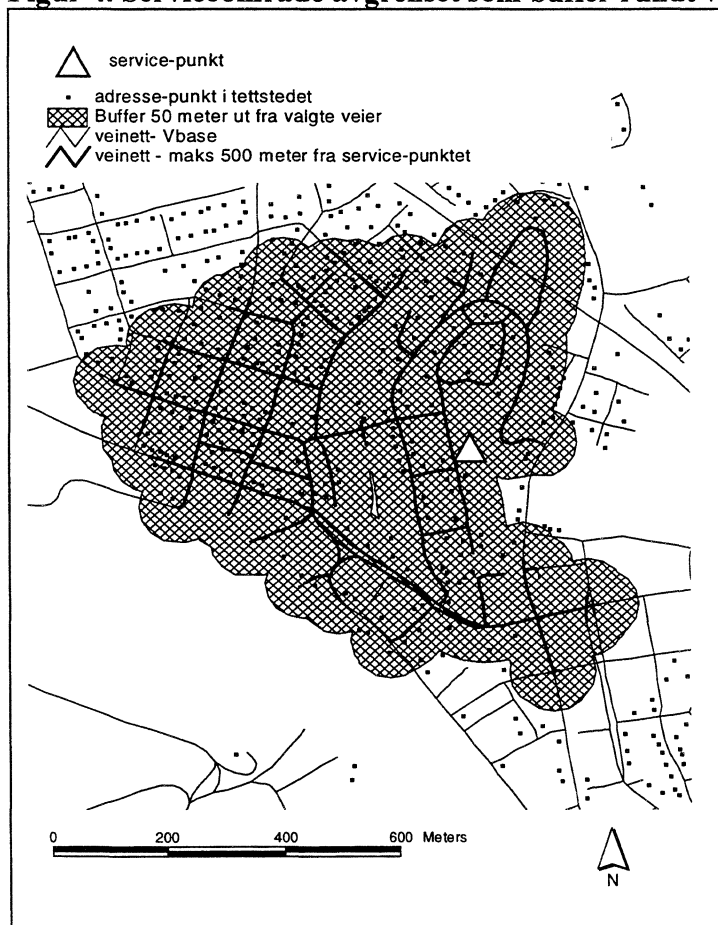 service-punkt
adresse-punkt i tettstedet
Buffer 50 meter ut fra valgte veier
veinett- Vbase
veinett - maks 500 meter fra service-punktet
0 200 400 600 Meters
N